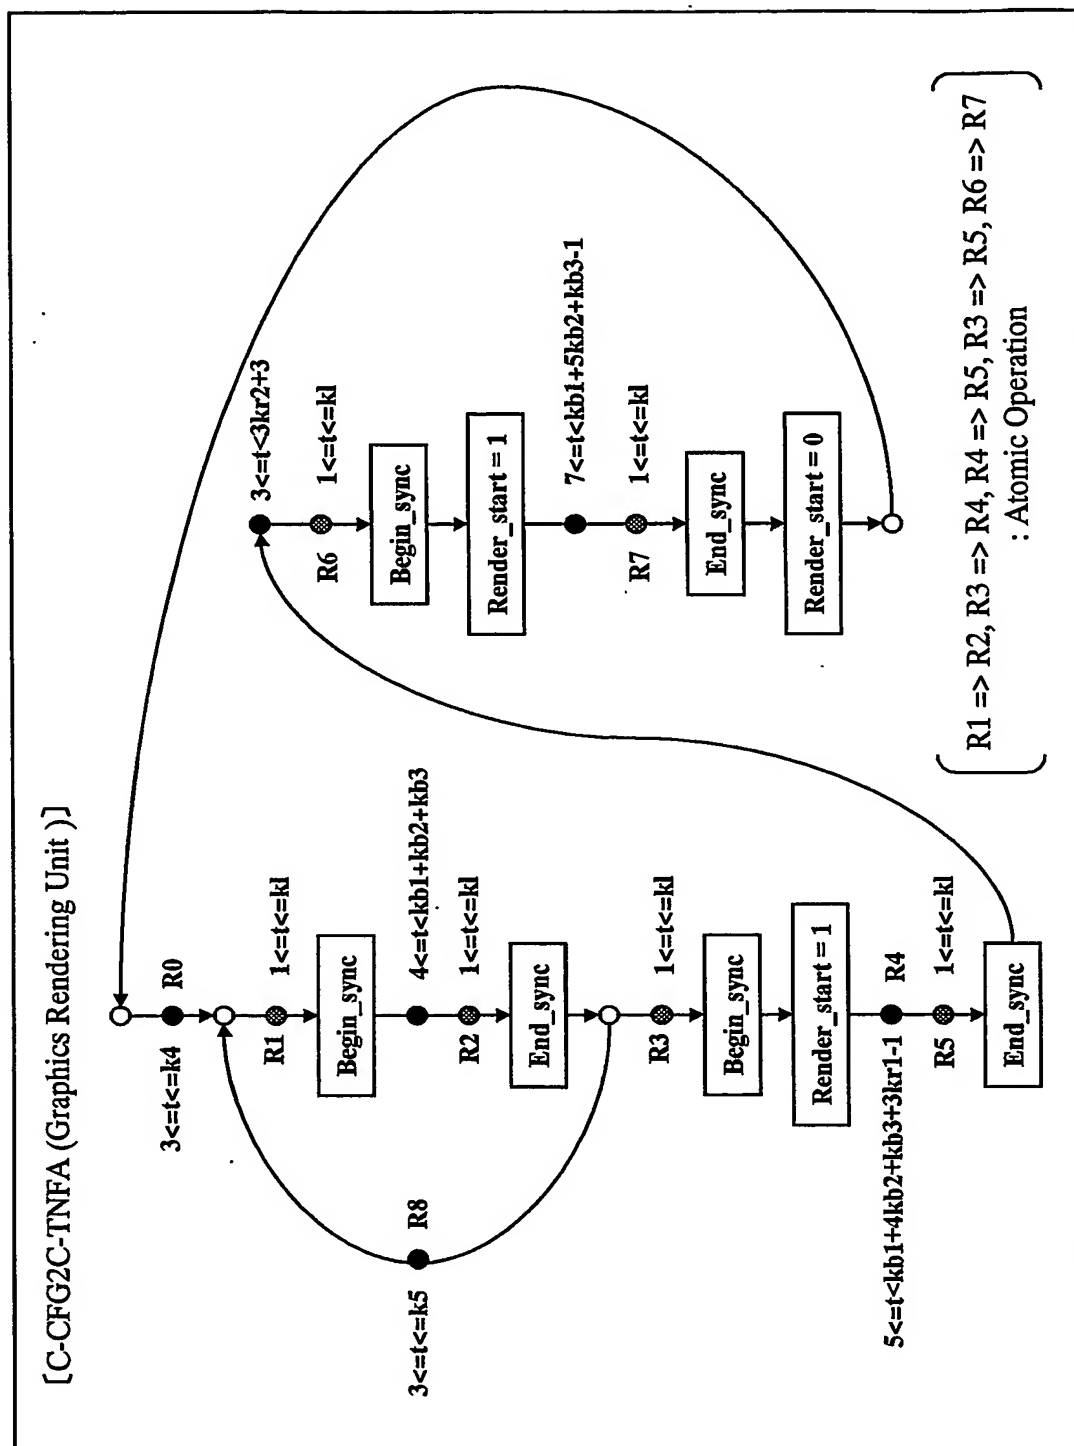 [C-CFG2C-TNFA (Graphics Rendering Unit )]
3<=t<=k4
R0
R1
1<=t<=kl
Begin_sync
4<=t<kb1+kb2+kb3
R2
1<=t<=kl
End_sync
3<=t<=k5
R8
R3
1<=t<=kl
Begin_sync
Render_start = 1
5<=t<kb1+4kb2+kb3+3kr1-1
R4
R5
1<=t<=kl
End_sync
3<=t<3kr2+3
R6
1<=t<=kl
Begin_sync
Render_start = 1
7<=t<kb1+5kb2+kb3-1
R7
1<=t<=kl
End_sync
Render_start = 0
R1 => R2, R3 => R4, R4 => R5, R3 => R5, R6 => R7
: Atomic Operation